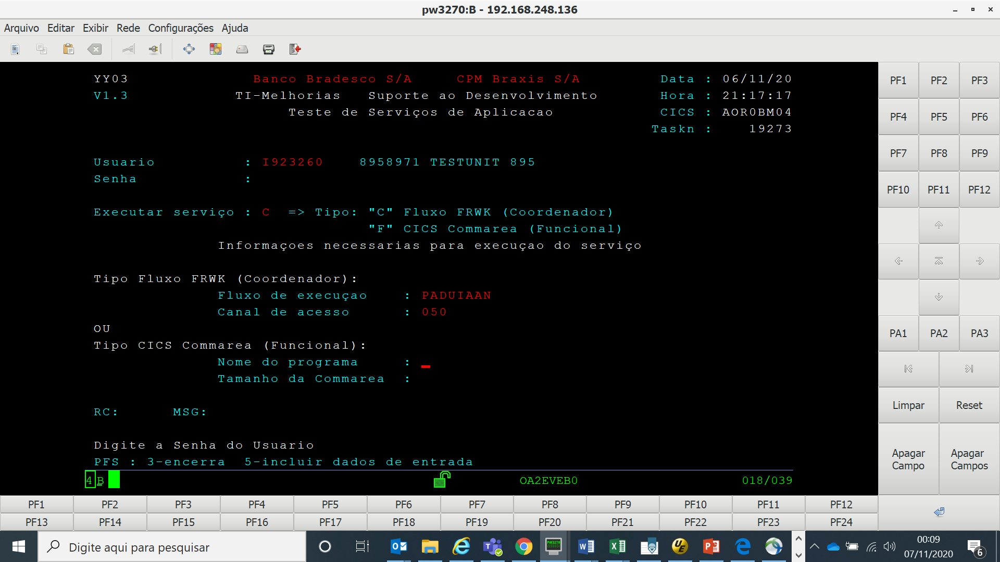 pw3270:B - 192.168.248.136
Arquivo Editar Exibir Rede Configurações Ajuda
YY03 Banco Bradesco S/A CPM Braxis S/A Data : 06/11/20
V1.3 TI-Melhorias Suporte ao Desenvolvimento Hora : 21:17:17
Teste de Serviços de Aplicacao CICS : AOR0BM04
Taskn : 19273
Usuario : I923260 8958971 TESTUNIT 895
Senha :
Executar serviço : C => Tipo: "C" Fluxo FRWK (Coordenador)
"F" CICS Commarea (Funcional)
Informaçoes necessarias para execuçao do serviço
Tipo Fluxo FRWK (Coordenador):
Fluxo de execuçao : PADUIAAN
Canal de acesso : 050
OU
Tipo CICS Commarea (Funcional):
Nome do programa :
Tamanho da Commarea :
RC: MSG:
Digite a Senha do Usuario
PFS : 3-encerra 5-incluir dados de entrada
4 B OA2EVEB0 018/039
PF1 PF2 PF3
PF4 PF5 PF6
PF7 PF8 PF9
PF10 PF11 PF12
PA1 PA2 PA3
Limpar Reset
Apagar Campo Apagar Campos
PF1 PF2 PF3 PF4 PF5 PF6 PF7 PF8 PF9 PF10 PF11 PF12
PF13 PF14 PF15 PF16 PF17 PF18 PF19 PF20 PF21 PF22 PF23 PF24
Digite aqui para pesquisar
PW3270
00:09
07/11/2020
6